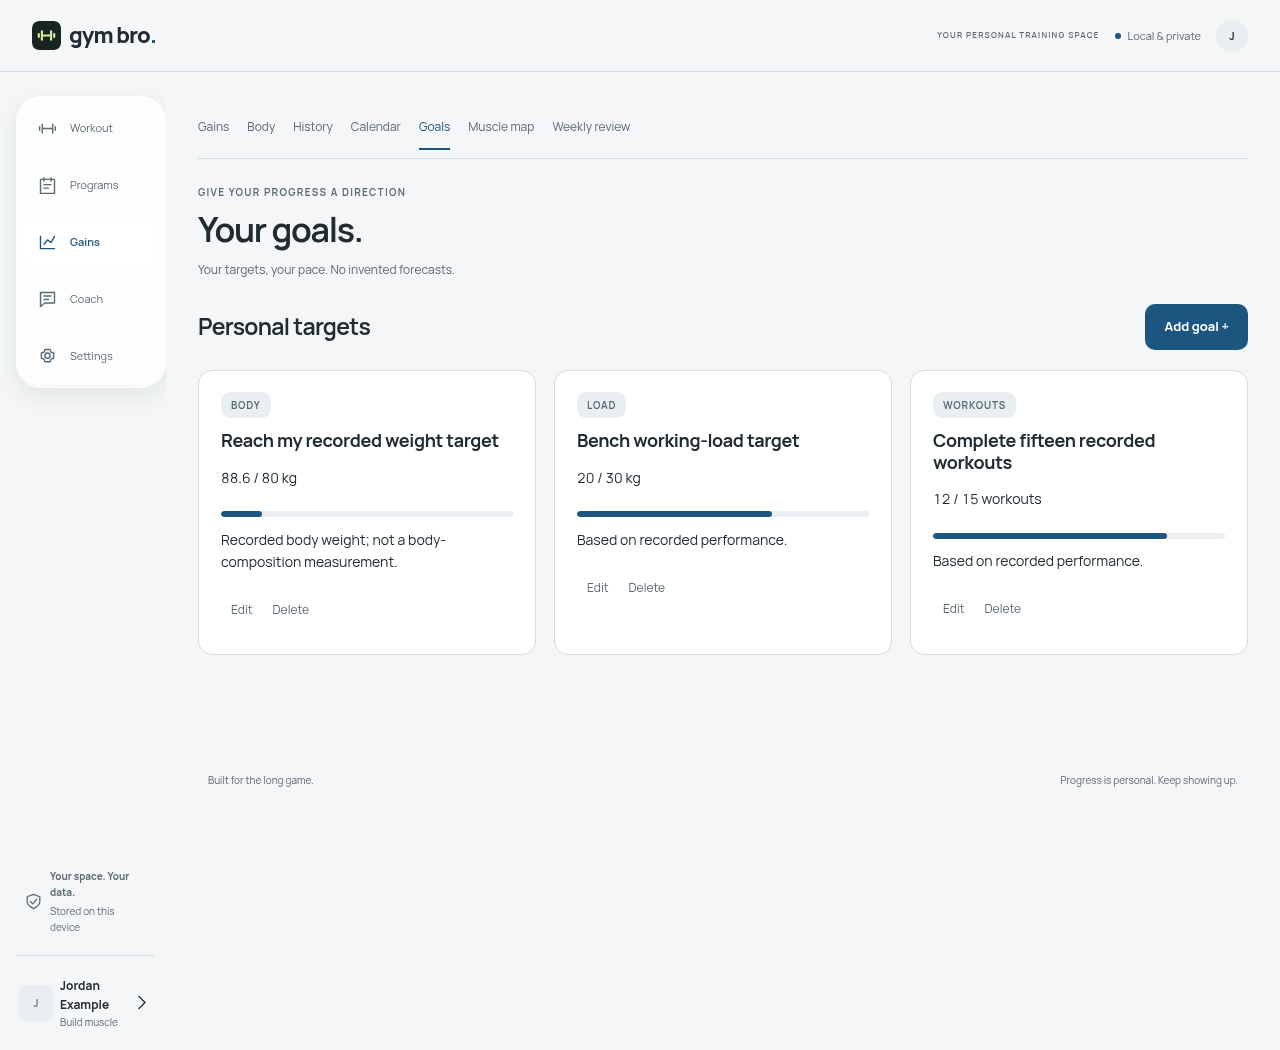 gym bro.
YOUR PERSONAL TRAINING SPACE
Local & private
J
Workout
Programs
Gains
Coach
Settings
Gains Body History Calendar Goals Muscle map Weekly review
GIVE YOUR PROGRESS A DIRECTION
Your goals.
Your targets, your pace. No invented forecasts.
Personal targets
Add goal +
BODY
Reach my recorded weight target
88.6 / 80 kg
Recorded body weight; not a body-
composition measurement.
Edit Delete
LOAD
Bench working-load target
20 / 30 kg
Based on recorded performance.
Edit Delete
WORKOUTS
Complete fifteen recorded
workouts
12 / 15 workouts
Based on recorded performance.
Edit Delete
Built for the long game.
Progress is personal. Keep showing up.
Your space. Your
data.
Stored on this
device
J
Jordan
Example
Build muscle